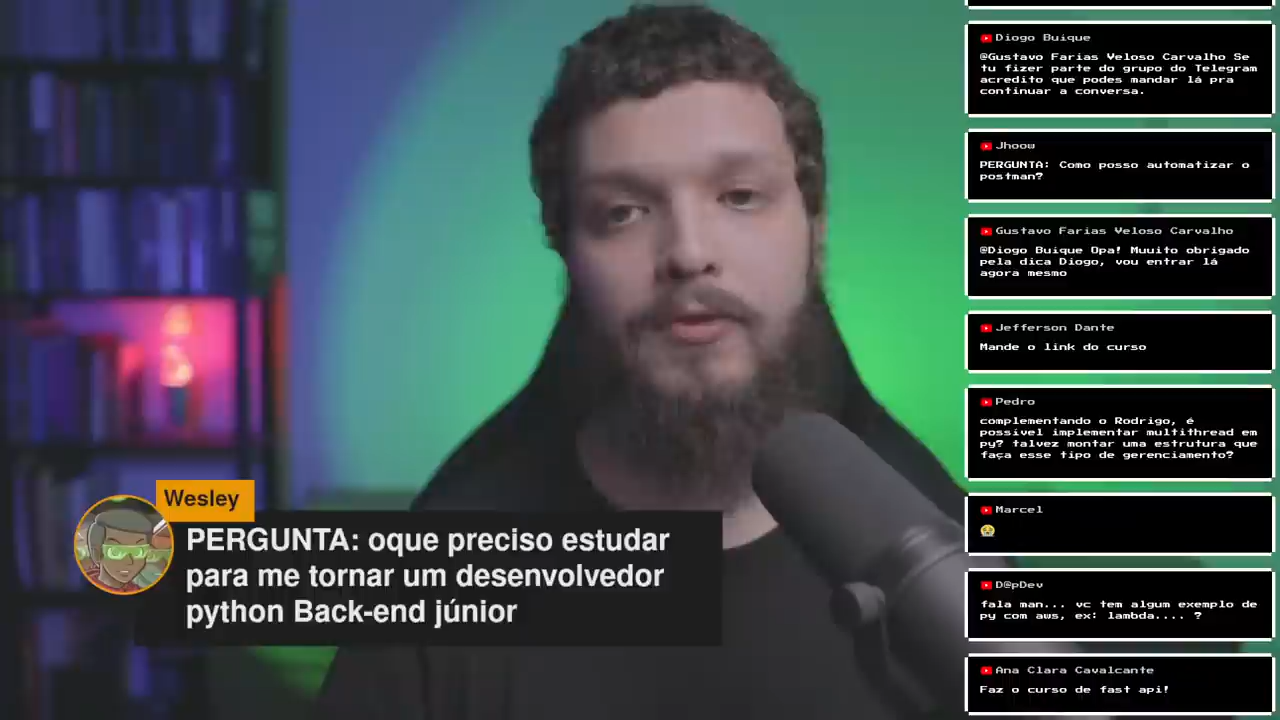 Wesley
PERGUNTA: oque preciso estudar
para me tornar um desenvolvedor
python Back-end júnior
Diogo Buique
@Gustavo Farias Veloso Carvalho Se
tu fizer parte do grupo do Telegram
acredito que podes mandar lá pra
continuar a conversa.
Jhoow
PERGUNTA: Como posso automatizar o
postman?
Gustavo Farias Veloso Carvalho
@Diogo Buique Opa! Muuito obrigado
pela dica Diogo, vou entrar lá
agora mesmo
Jefferson Dante
Mande o link do curso
Pedro
complementando o Rodrigo, é
possível implementar multithread em
py? talvez montar uma estrutura que
faça esse tipo de gerenciamento?
Marcel
D@pDev
fala man... vc tem algum exemplo de
py com aws, ex: lambda.... ?
Ana Clara Cavalcante
Faz o curso de fast api!